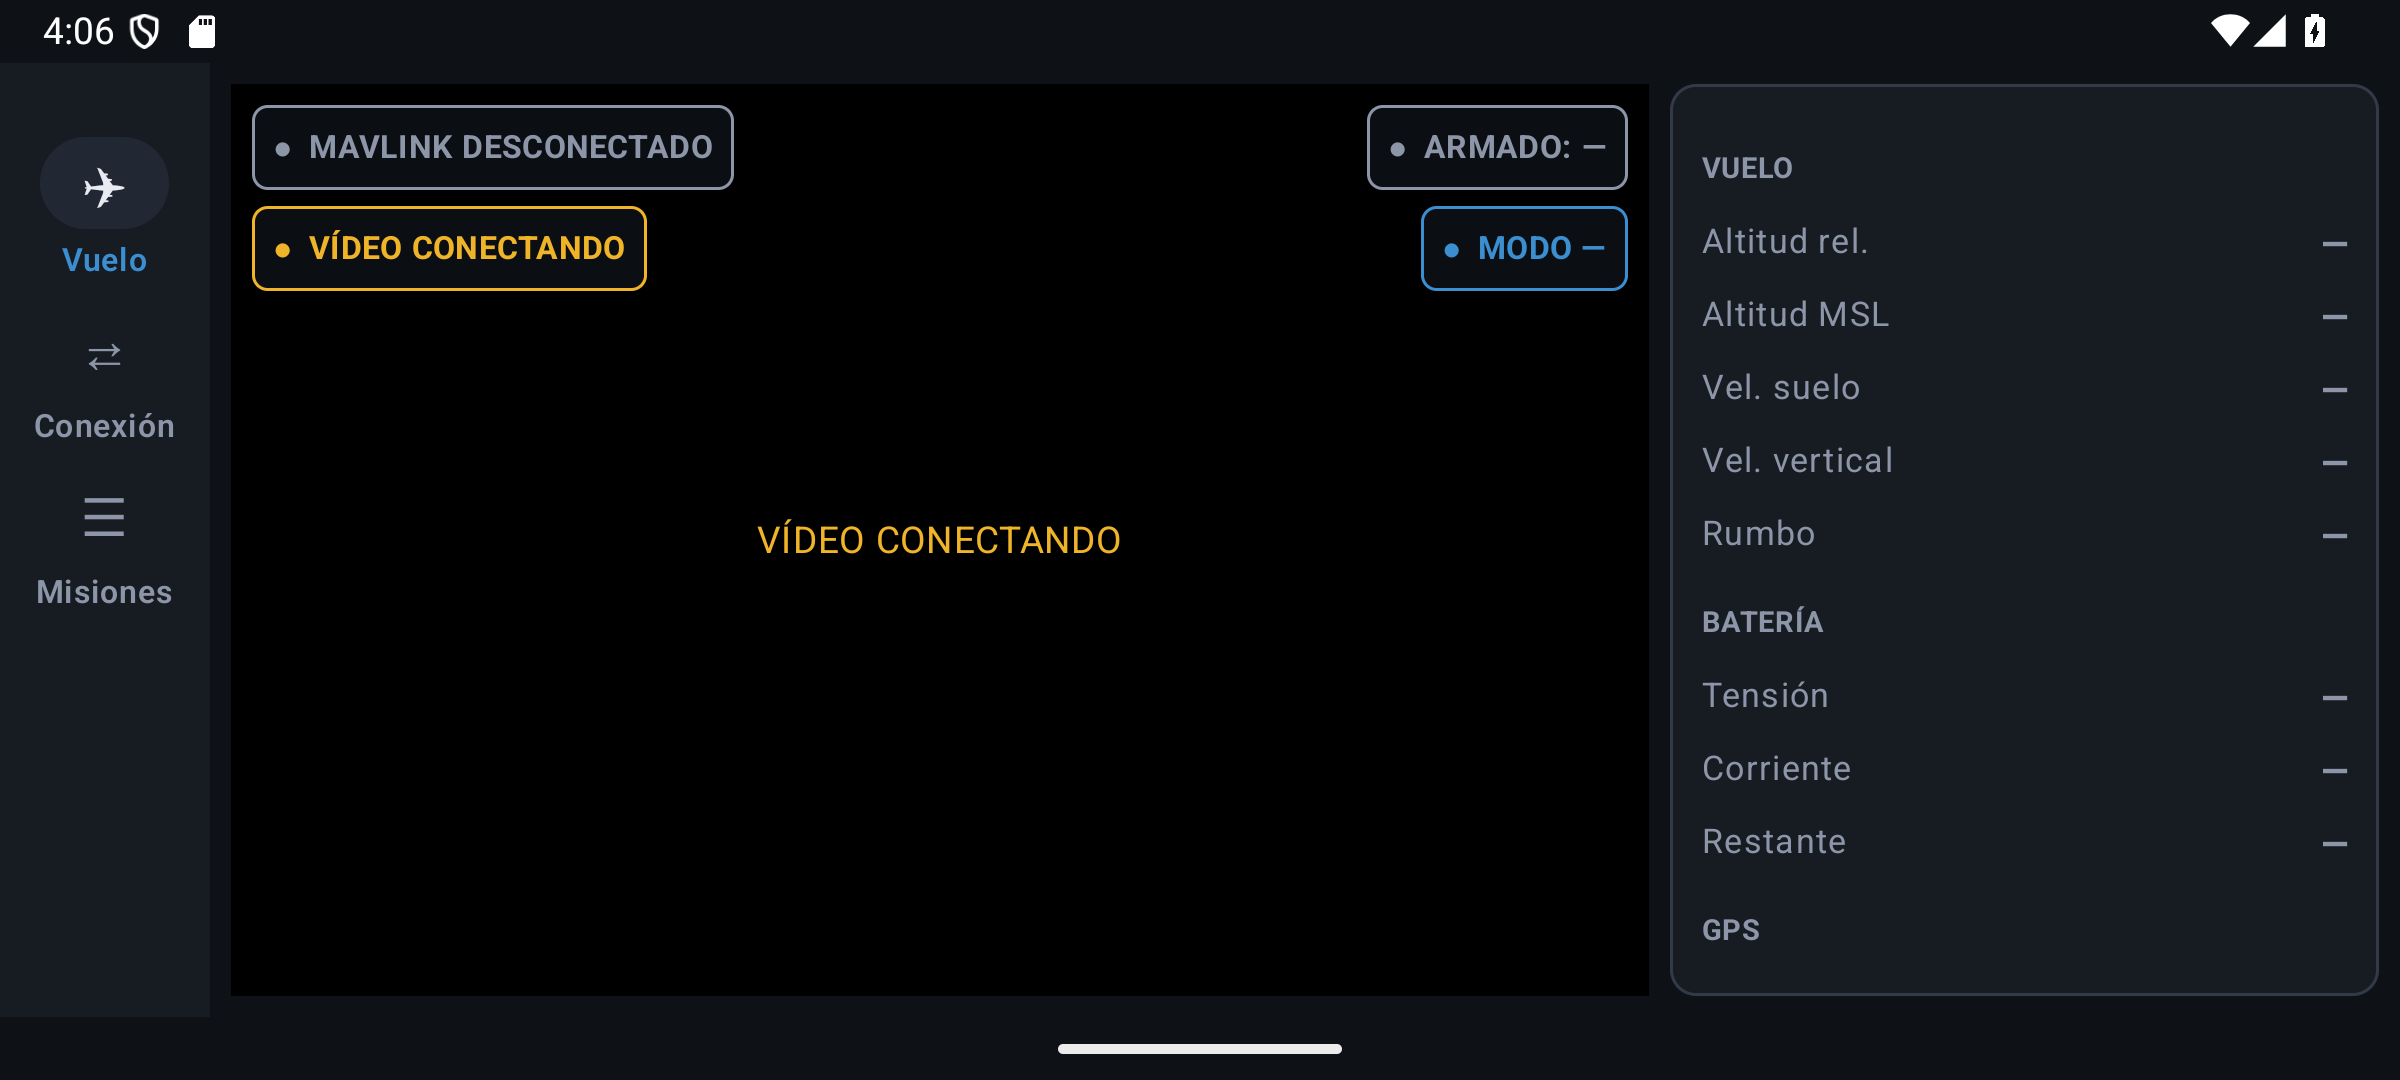 4:06
Vuelo
Conexión
Misiones
MAVLINK DESCONECTADO
VÍDEO CONECTANDO
ARMADO: —
MODO —
VÍDEO CONECTANDO
VUELO
Altitud rel. —
Altitud MSL —
Vel. suelo —
Vel. vertical —
Rumbo —
BATERÍA
Tensión —
Corriente —
Restante —
GPS